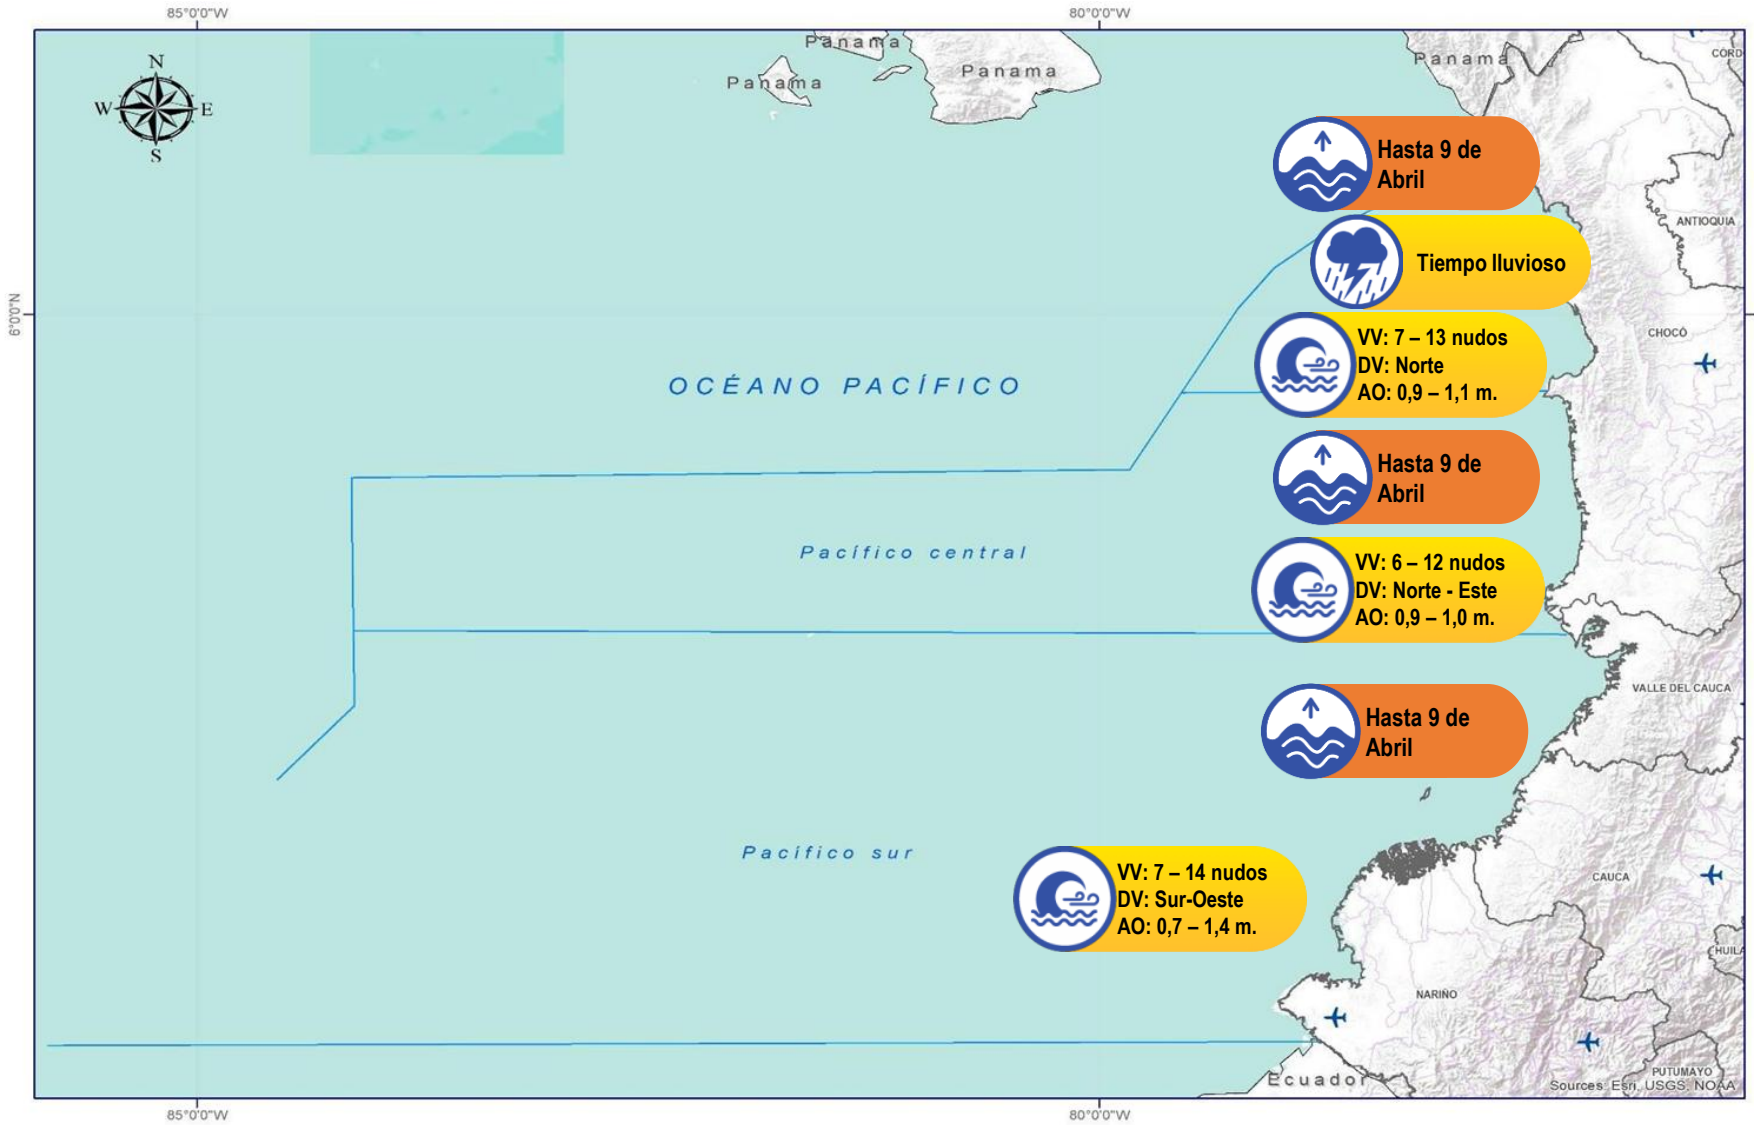 85°0'0"W
80°0'0"W
Panama
Panama
Panama
Panama
CÓRD
N
W
E
S
Hasta 9 de
Abril
ANTIOQUIA
Tiempo lluvioso
6°0'0"N
CHOCÓ
VV: 7 – 13 nudos
DV: Norte
AO: 0,9 – 1,1 m.
OCÉANO PACÍFICO
Hasta 9 de
Abril
Pacífico central
VV: 6 – 12 nudos
DV: Norte - Este
AO: 0,9 – 1,0 m.
VALLE DEL CAUCA
Hasta 9 de
Abril
Pacífico sur
VV: 7 – 14 nudos
DV: Sur-Oeste
AO: 0,7 – 1,4 m.
CAUCA
HUILA
NARIÑO
PUTUMAYO
Ecuador
Sources: Esri, USGS, NOAA
85°0'0"W
80°0'0"W